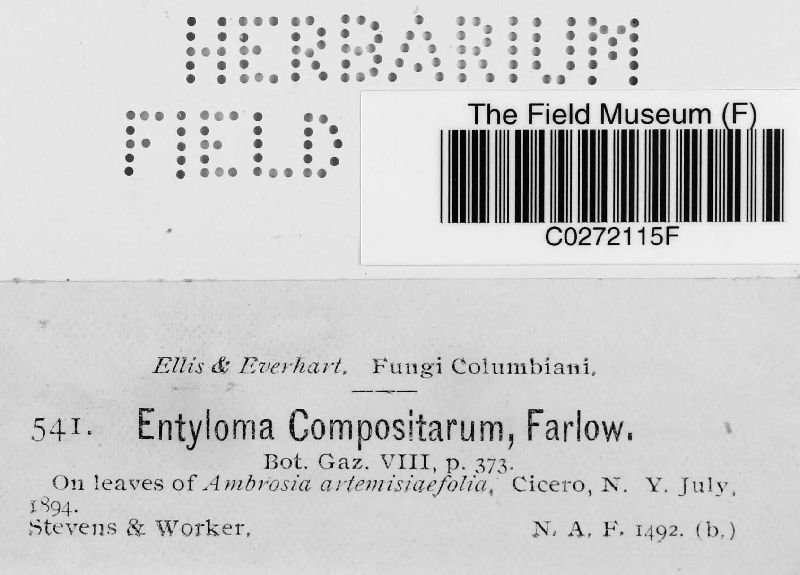 HERBARIUM
FIELD
The Field Museum (F)
C0272115F
Ellis & Everhart. Fungi Columbiani.
541. Entyloma Compositarum, Farlow.
Bot. Gaz. VIII, p. 373.
On leaves of Ambrosia artemisiaefolia, Cicero, N. Y. July,
1894.
Stevens & Worker. N. A. F. 1492. (b.)